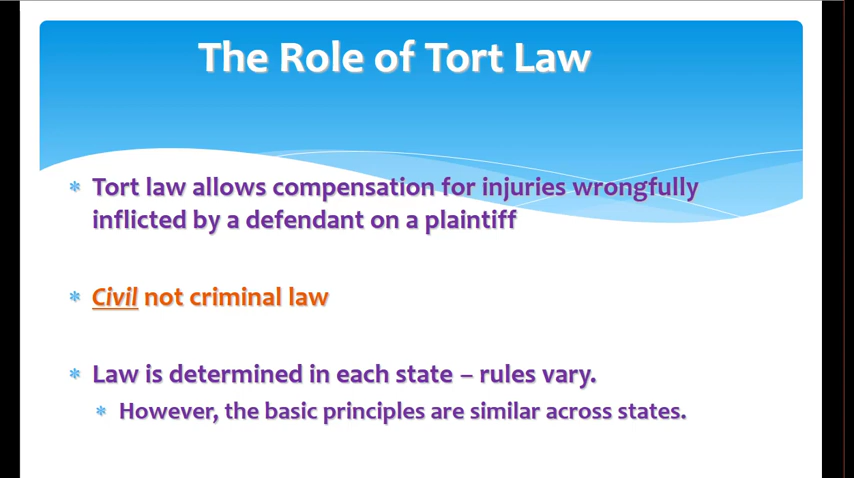 The Role of Tort Law
Tort law allows compensation for injuries wrongfully
inflicted by a defendant on a plaintiff
Civil not criminal law
Law is determined in each state – rules vary.
However, the basic principles are similar across states.